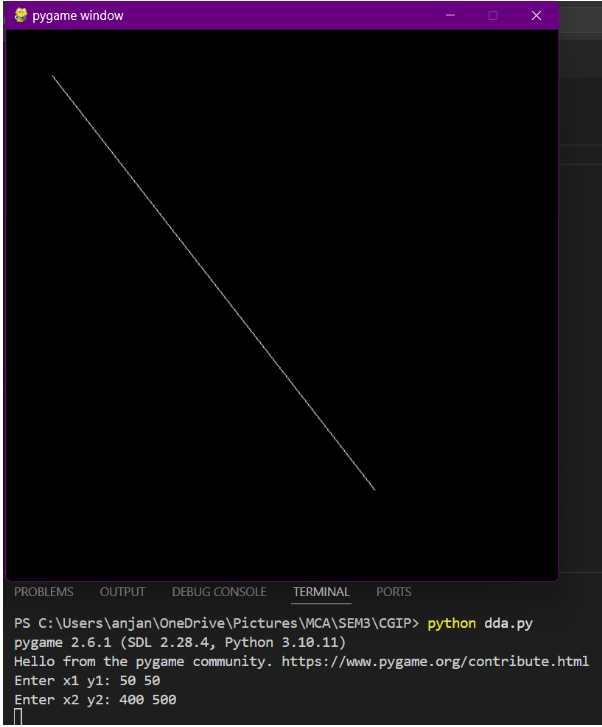 pygame window
PROBLEMS OUTPUT DEBUG CONSOLE TERMINAL PORTS
PS C:\Users\anjan\OneDrive\Pictures\MCA\SEM3\CGIP> python dda.py
pygame 2.6.1 (SDL 2.28.4, Python 3.10.11)
Hello from the pygame community. https://www.pygame.org/contribute.html
Enter x1 y1: 50 50
Enter x2 y2: 400 500